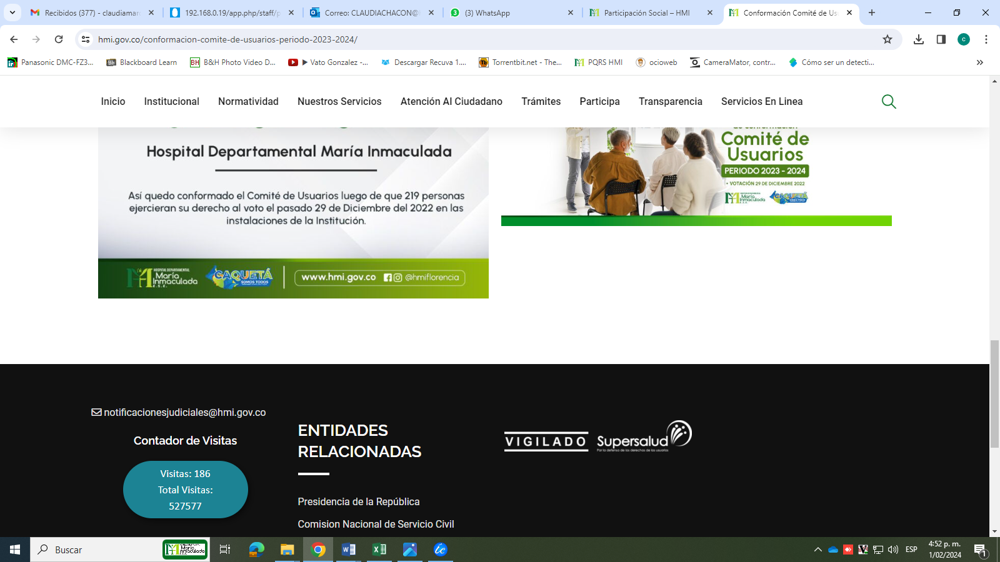 Recibidos (377) - claudiamar
192.168.0.19/app.php/staff/p
Correo: CLAUDIACHACON@
(3) WhatsApp
Participación Social – HMI
Conformación Comité de Us
hmi.gov.co/conformacion-comite-de-usuarios-periodo-2023-2024/
c
Panasonic DMC-FZ3...
Blackboard Learn
B&H Photo Video D...
▶ Vato Gonzalez -...
Descargar Recuva 1....
Torrentbit.net - The...
PQRS HMI
ocioweb
CameraMator, contr...
Cómo ser un detecti...
Inicio
Institucional
Normatividad
Nuestros Servicios
Atención Al Ciudadano
Trámites
Participa
Transparencia
Servicios En Linea
Hospital Departamental María Inmaculada
Así quedo conformado el Comité de Usuarios luego de que 219 personas
ejercieran su derecho al voto el pasado 29 de Diciembre del 2022 en las
instalaciones de la Institución.
HOSPITAL DEPARTAMENTAL
María
Inmaculada
E.S.E.
CAQUETÁ
SOMOS TODOS
www.hmi.gov.co
@hmiflorencia
de conformación
Comité de
Usuarios
PERIODO 2023 - 2024
• VOTACIÓN 29 DE DICIEMBRE 2022
María
Inmaculada
CAQUETÁ
notificacionesjudiciales@hmi.gov.co
Contador de Visitas
Visitas: 186
Total Visitas:
527577
ENTIDADES
RELACIONADAS
Presidencia de la República
Comision Nacional de Servicio Civil
VIGILADO
Supersalud
Por la defensa de los derechos de los usuarios
Buscar
María
Inmaculada
ESP
4:52 p. m.
1/02/2024
1